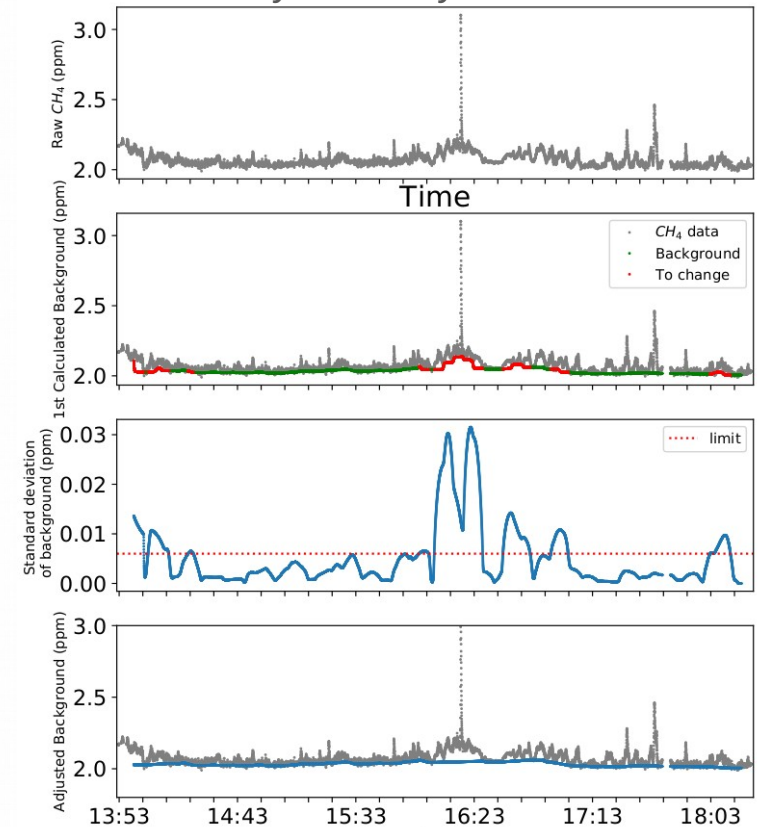 Raw CH4 (ppm)
3.0
2.5
2.0
Time
1st Calculated Background (ppm)
3.0
2.5
2.0
CH4 data
Background
To change
Standard deviation
of background (ppm)
0.03
0.02
0.01
0.00
limit
Adjusted Background (ppm)
3.0
2.5
2.0
13:53 14:43 15:33 16:23 17:13 18:03